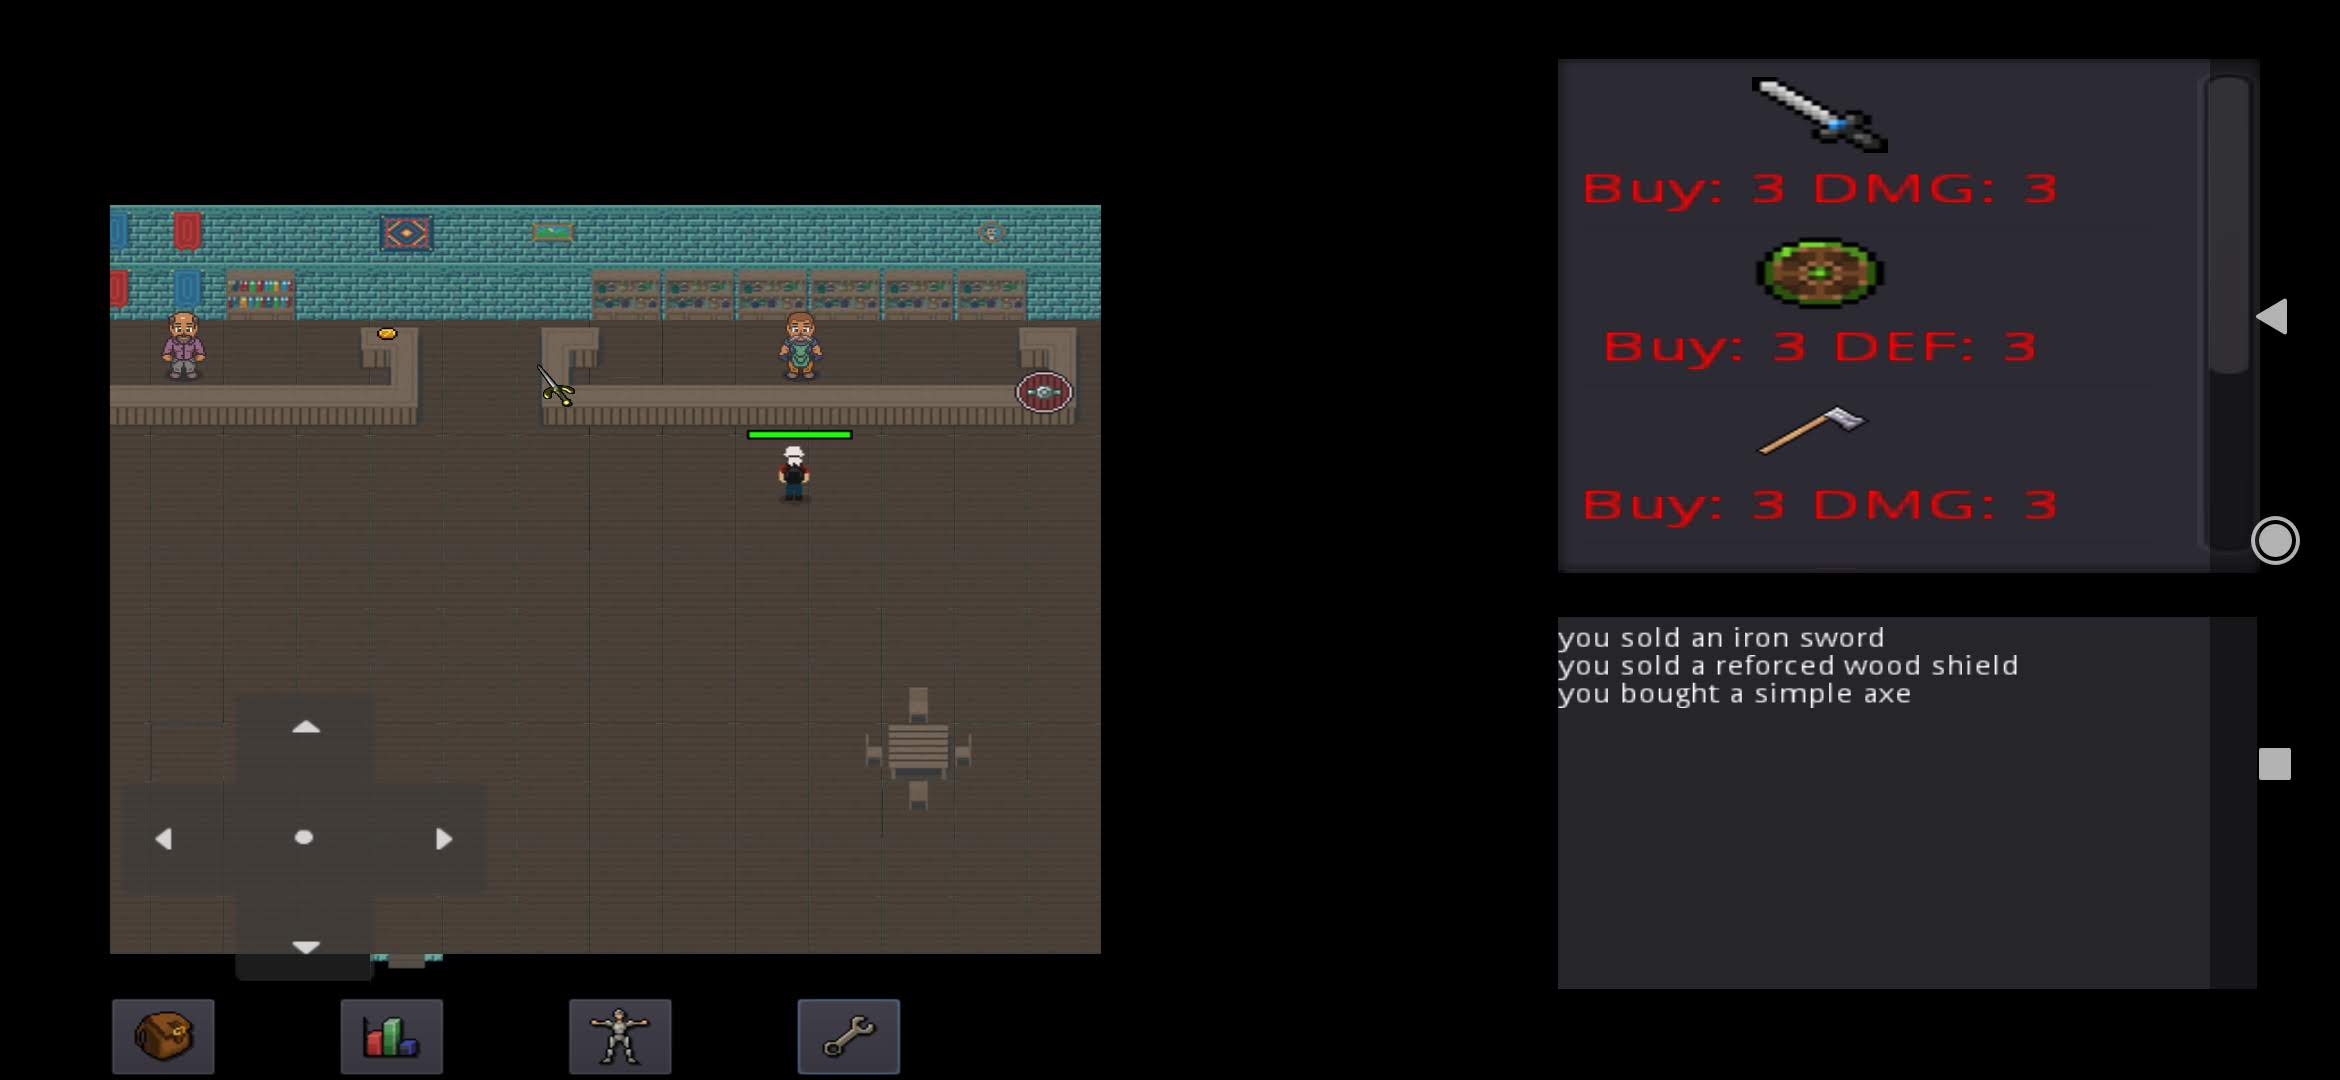 Buy: 3 DMG: 3
Buy: 3 DEF: 3
Buy: 3 DMG: 3
you sold an iron sword
you sold a reforced wood shield
you bought a simple axe